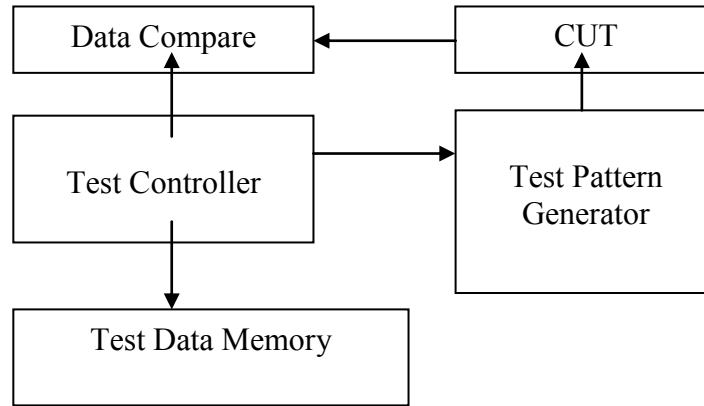 Data Compare
CUT
Test Controller
Test Pattern
Generator
Test Data Memory